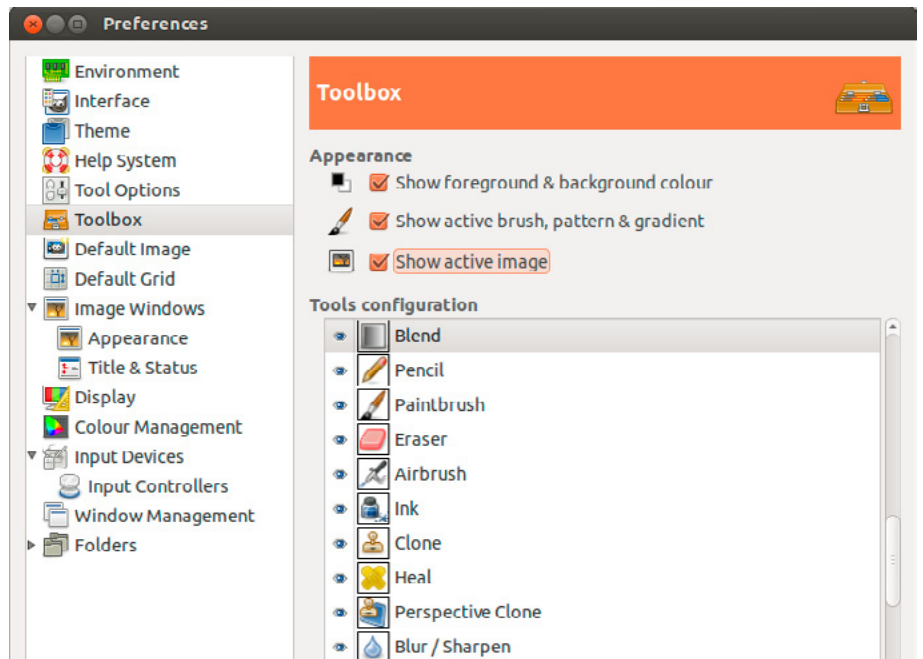 Preferences
Environment
Interface
Theme
Help System
Tool Options
Toolbox
Default Image
Default Grid
Image Windows
Appearance
Title & Status
Display
Colour Management
Input Devices
Input Controllers
Window Management
Folders
Toolbox
Appearance
Show foreground & background colour
Show active brush, pattern & gradient
Show active image
Tools configuration
Blend
Pencil
Paintbrush
Eraser
Airbrush
Ink
Clone
Heal
Perspective Clone
Blur / Sharpen